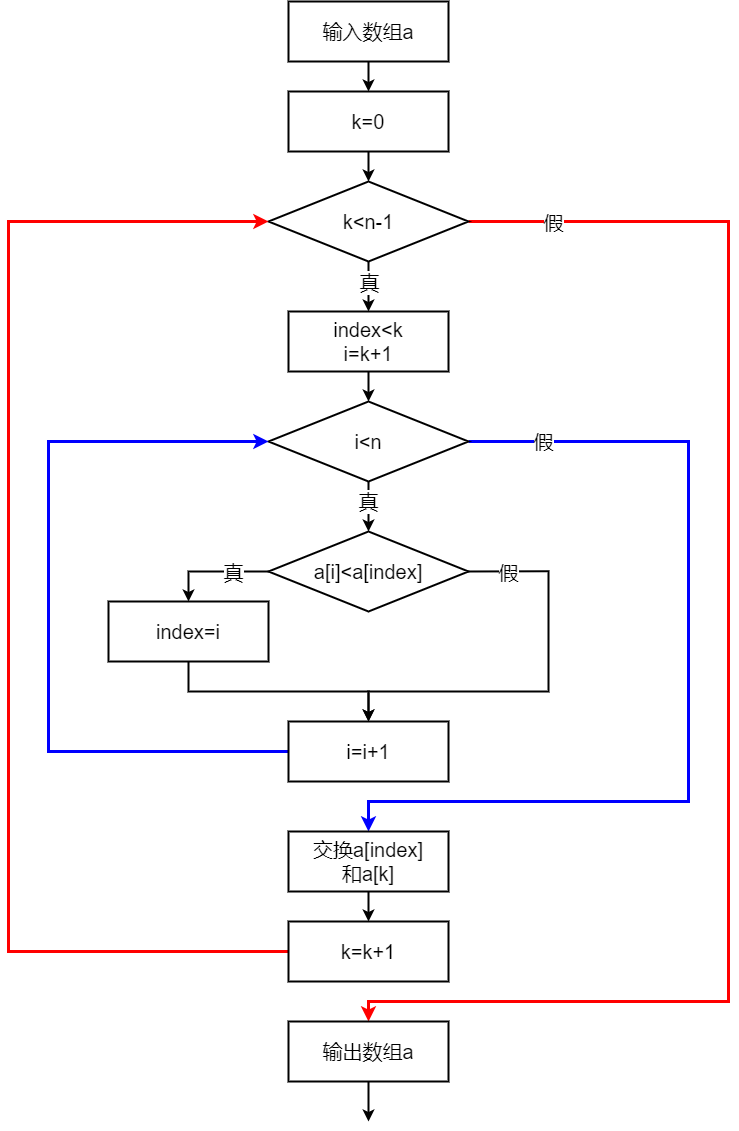 输入数组a
k=0
k<n-1
假
真
index<k
i=k+1
i<n
假
真
a[i]<a[index]
真
假
index=i
i=i+1
交换a[index]
和a[k]
k=k+1
输出数组a